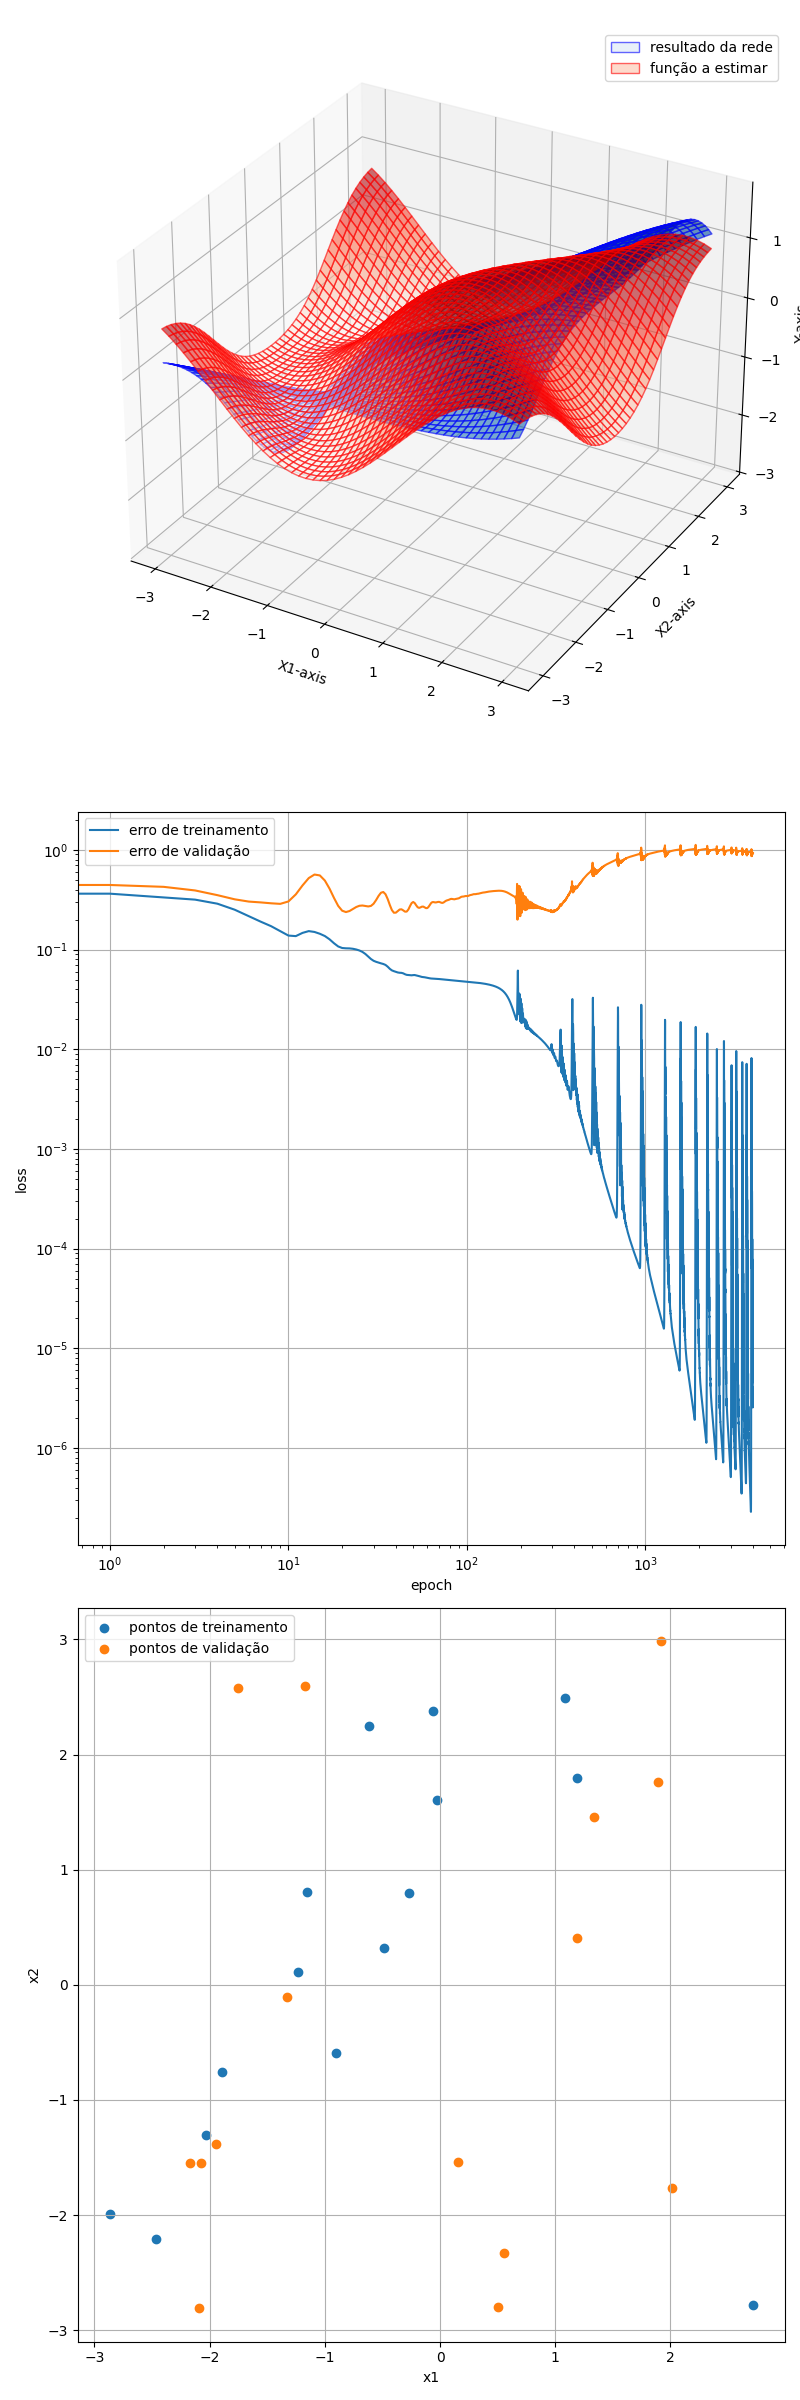 resultado da rede
função a estimar
1
0
−1
−2
−3
3
2
1
0
−1
−2
−3
X2-axis
−3
−2
−1
0
1
2
3
X1-axis
erro de treinamento
erro de validação
10⁰
10⁻¹
10⁻²
10⁻³
10⁻⁴
10⁻⁵
10⁻⁶
loss
10⁰ 10¹ 10² 10³
epoch
pontos de treinamento
pontos de validação
3
2
1
0
−1
−2
−3
x2
−3 −2 −1 0 1 2
x1